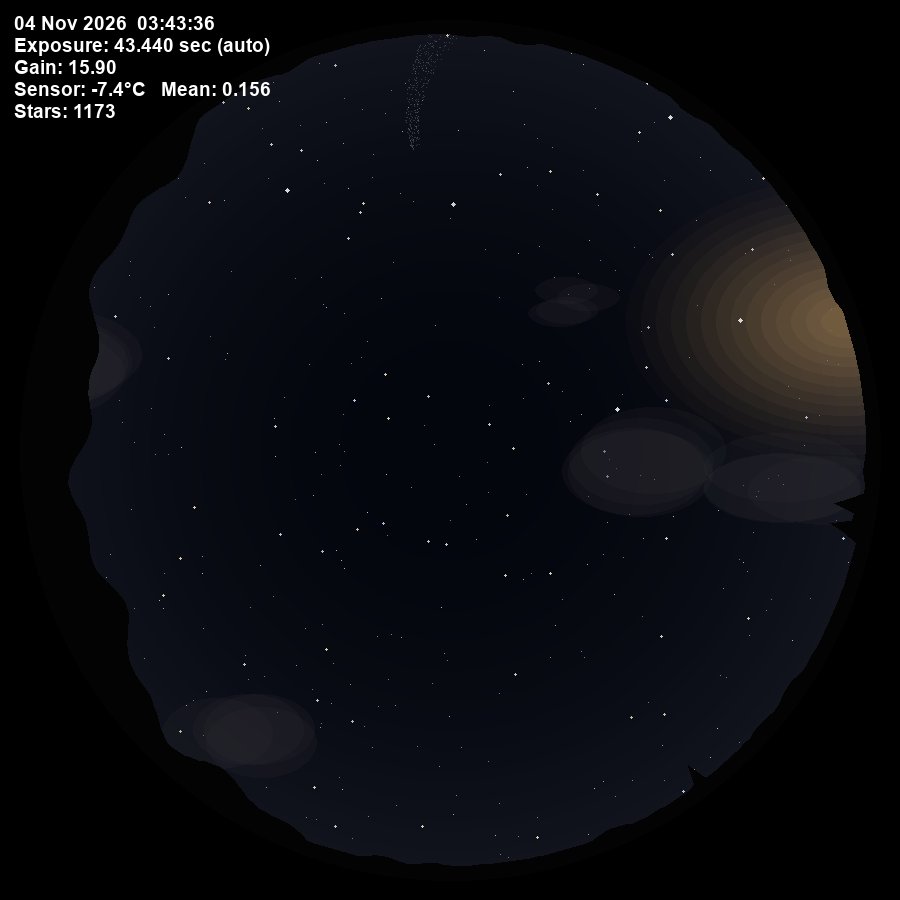 04 Nov 2026  03:43:36
Exposure: 43.440 sec (auto)
Gain: 15.90
Sensor: -7.4°C   Mean: 0.156
Stars: 1173